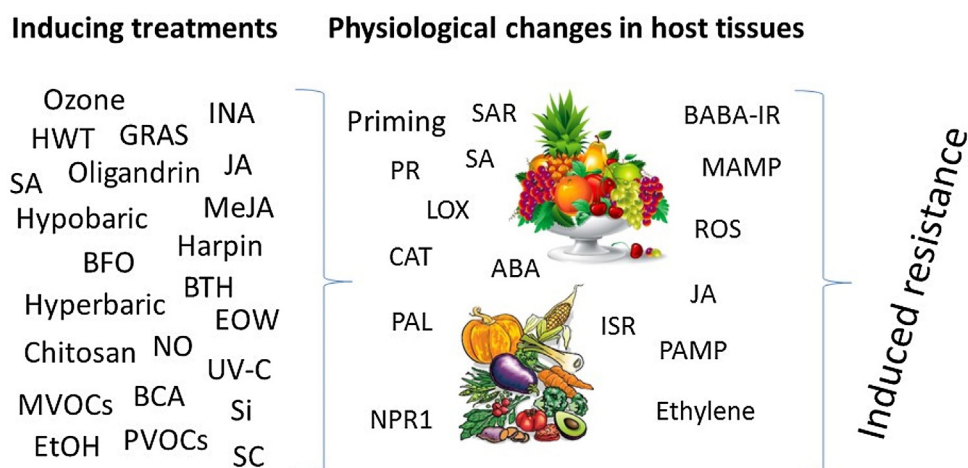 Inducing treatments
Physiological changes in host tissues
Ozone
INA
HWT
GRAS
Oligandrin
JA
SA
Hypobaric
MeJA
Harpin
BFO
BTH
Hyperbaric
EOW
Chitosan
NO
UV-C
MVOCs
BCA
Si
EtOH
PVOCs
SC
Priming
SAR
BABA-IR
PR
SA
MAMP
LOX
ROS
CAT
ABA
JA
PAL
ISR
PAMP
NPR1
Ethylene
Induced resistance